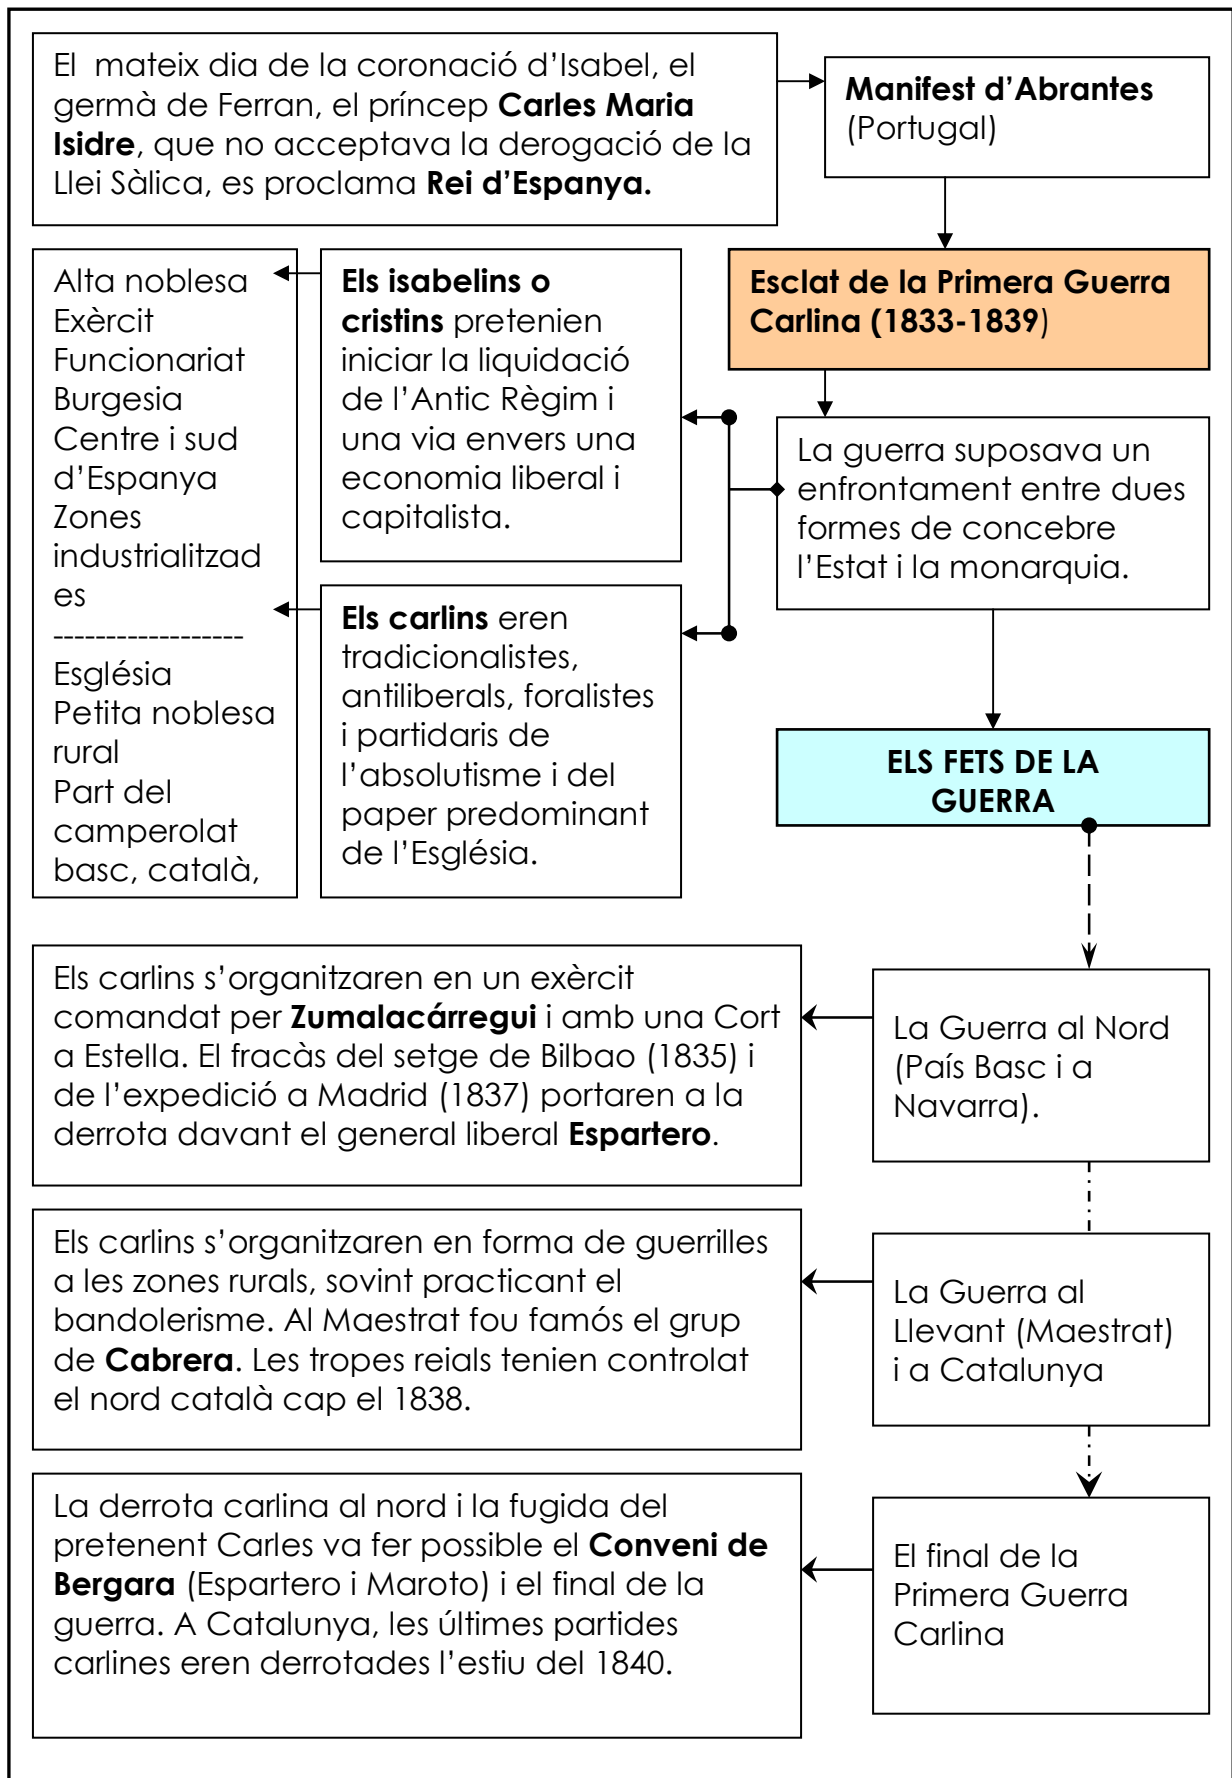 El  mateix dia de la coronació d’Isabel, el
germà de Ferran, el príncep Carles Maria
Isidre, que no acceptava la derogació de la
Llei Sàlica, es proclama Rei d’Espanya.
Manifest d’Abrantes
(Portugal)
Esclat de la Primera Guerra
Carlina (1833-1839)
La guerra suposava un
enfrontament entre dues
formes de concebre
l’Estat i la monarquia.
Els isabelins o
cristins pretenien
iniciar la liquidació
de l’Antic Règim i
una via envers una
economia liberal i
capitalista.
Els carlins eren
tradicionalistes,
antiliberals, foralistes
i partidaris de
l’absolutisme i del
paper predominant
de l’Església.
Alta noblesa
Exèrcit
Funcionariat
Burgesia
Centre i sud
d’Espanya
Zones
industrialitzad
es
------------------
Església
Petita noblesa
rural
Part del
camperolat
basc, català,
ELS FETS DE LA
GUERRA
La Guerra al Nord
(País Basc i a
Navarra).
Els carlins s’organitzaren en un exèrcit
comandat per Zumalacárregui i amb una Cort
a Estella. El fracàs del setge de Bilbao (1835) i
de l’expedició a Madrid (1837) portaren a la
derrota davant el general liberal Espartero.
La Guerra al
Llevant (Maestrat)
i a Catalunya
Els carlins s’organitzaren en forma de guerrilles
a les zones rurals, sovint practicant el
bandolerisme. Al Maestrat fou famós el grup
de Cabrera. Les tropes reials tenien controlat
el nord català cap el 1838.
El final de la
Primera Guerra
Carlina
La derrota carlina al nord i la fugida del
pretenent Carles va fer possible el Conveni de
Bergara (Espartero i Maroto) i el final de la
guerra. A Catalunya, les últimes partides
carlines eren derrotades l’estiu del 1840.